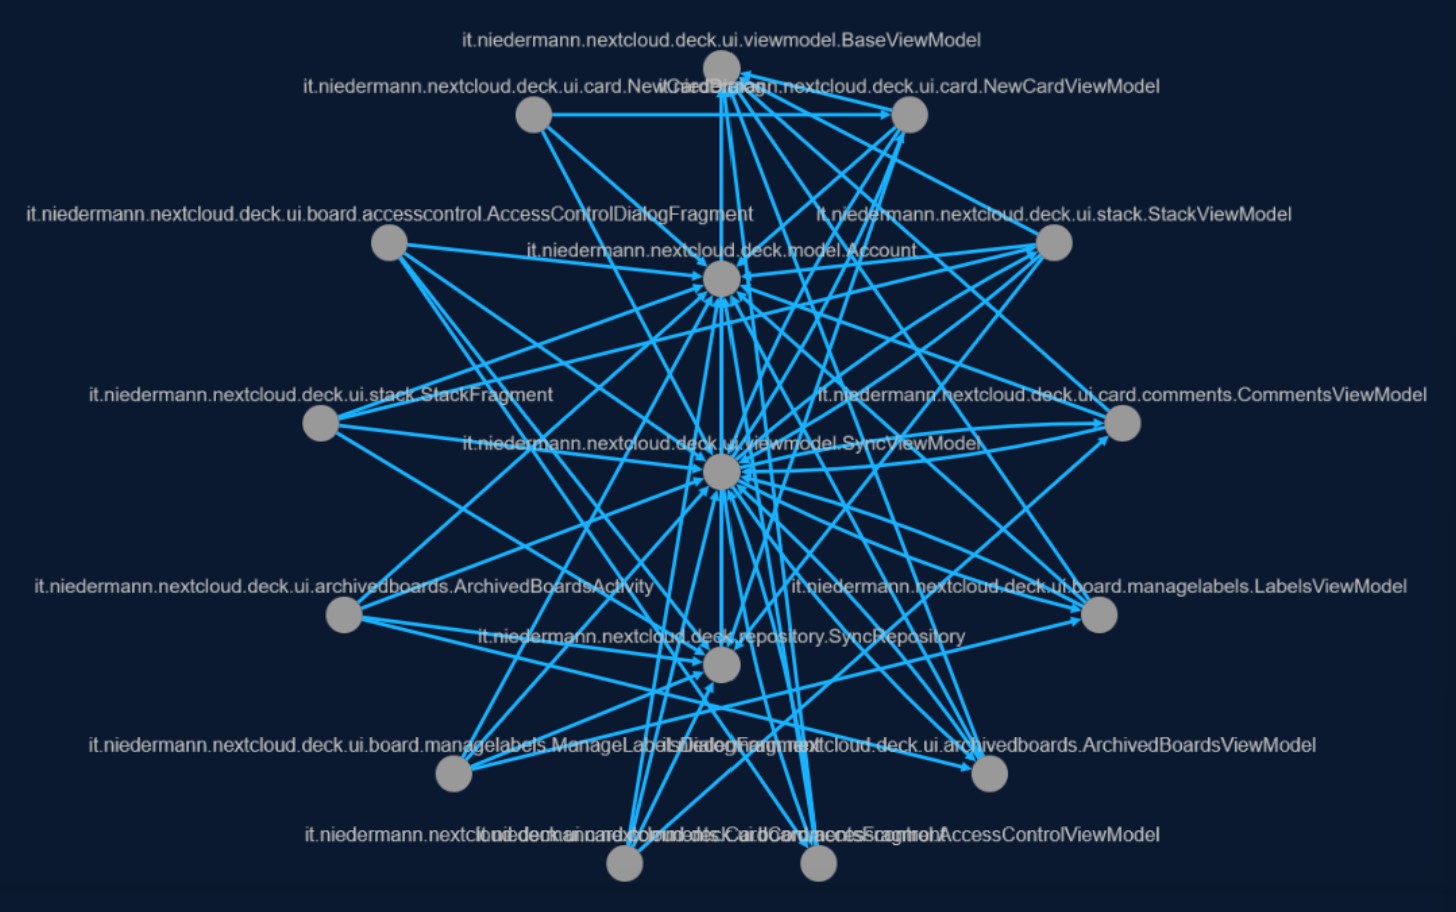 it.niedermann.nextcloud.deck.ui.viewmodel.BaseViewModel
it.niedermann.nextcloud.deck.ui.card.NewCardDialog
it.niedermann.nextcloud.deck.ui.card.NewCardViewModel
it.niedermann.nextcloud.deck.ui.board.accesscontrol.AccessControlDialogFragment
it.niedermann.nextcloud.deck.ui.stack.StackViewModel
it.niedermann.nextcloud.deck.model.Account
it.niedermann.nextcloud.deck.ui.stack.StackFragment
it.niedermann.nextcloud.deck.ui.card.comments.CommentsViewModel
it.niedermann.nextcloud.deck.ui.viewmodel.SyncViewModel
it.niedermann.nextcloud.deck.ui.archivedboards.ArchivedBoardsActivity
it.niedermann.nextcloud.deck.ui.board.managelabels.LabelsViewModel
it.niedermann.nextcloud.deck.repository.SyncRepository
it.niedermann.nextcloud.deck.ui.board.managelabels.ManageLabelsDialogFragment
it.niedermann.nextcloud.deck.ui.archivedboards.ArchivedBoardsViewModel
it.niedermann.nextcloud.deck.ui.card.comments.CardCommentsFragment
it.niedermann.nextcloud.deck.ui.board.accesscontrol.AccessControlViewModel